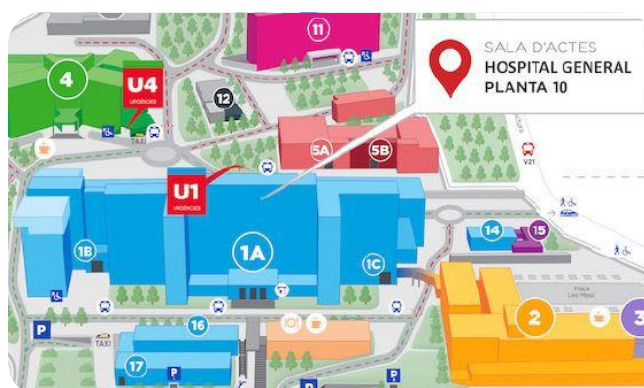 SALA D'ACTES
HOSPITAL GENERAL
PLANTA 10
11
4
U4
URGÈNCIES
12
TAXI
5A
5B
V21
U1
URGÈNCIES
1B
1A
1C
14
15
Plaça
P
16
2
3
TAXI
17
P
P
P